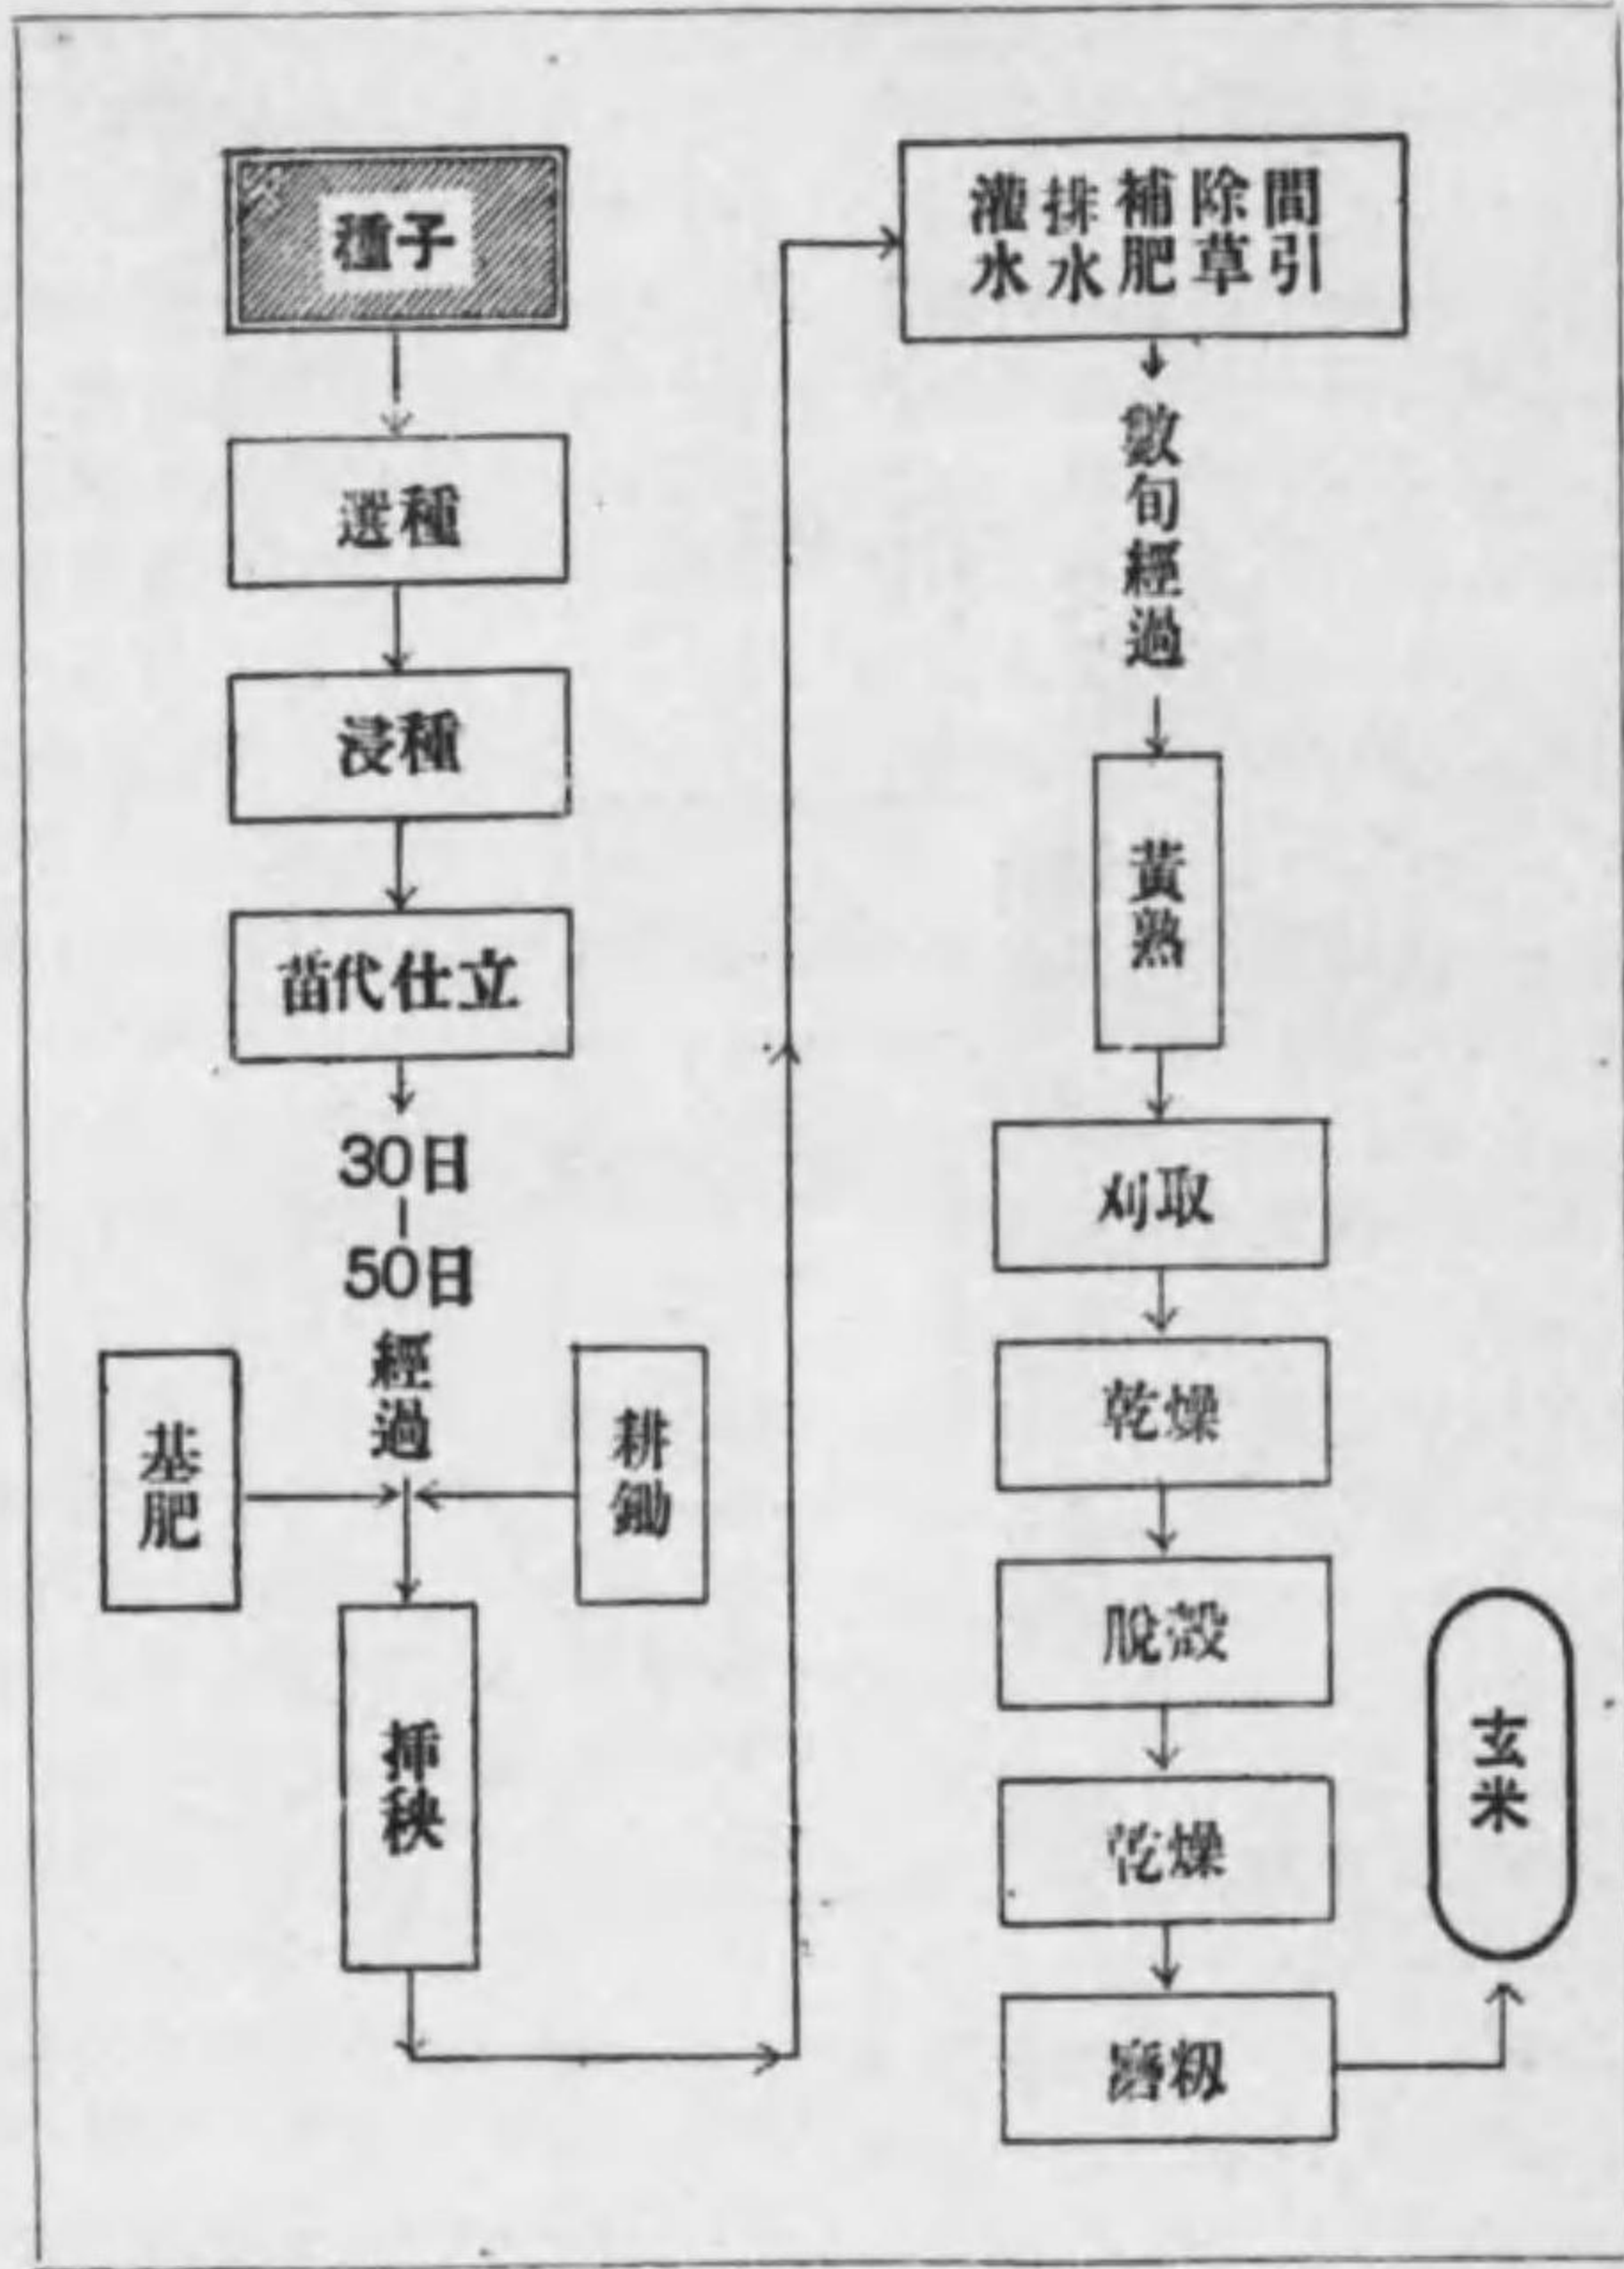 種子
選種
浸種
苗代仕立
30日
|
50日
經過
基肥
耕鋤
挿秧
間引
除草
補肥
排水
灌水
數旬經過
黃熟
刈取
乾燥
脫殼
乾燥
磨籾
玄米